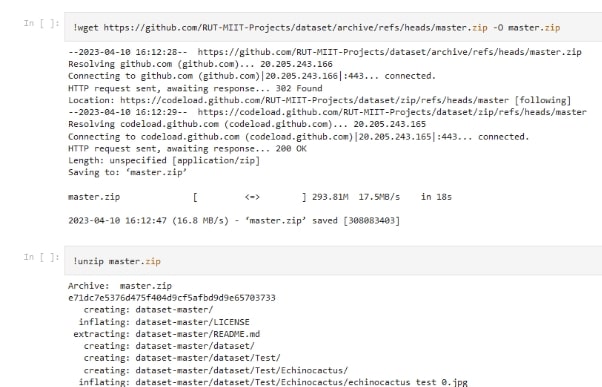 In [ ]: !wget https://github.com/RUT-MIIT-Projects/dataset/archive/refs/heads/master.zip -O master.zip
--2023-04-10 16:12:28-- https://github.com/RUT-MIIT-Projects/dataset/archive/refs/heads/master.zip
Resolving github.com (github.com)... 20.205.243.166
Connecting to github.com (github.com)|20.205.243.166|:443... connected.
HTTP request sent, awaiting response... 302 Found
Location: https://codeload.github.com/RUT-MIIT-Projects/dataset/zip/refs/heads/master [following]
--2023-04-10 16:12:29-- https://codeload.github.com/RUT-MIIT-Projects/dataset/zip/refs/heads/master
Resolving codeload.github.com (codeload.github.com)... 20.205.243.165
Connecting to codeload.github.com (codeload.github.com)|20.205.243.165|:443... connected.
HTTP request sent, awaiting response... 200 OK
Length: unspecified [application/zip]
Saving to: ‘master.zip’
master.zip [ <=> ] 293.81M 17.5MB/s in 18s
2023-04-10 16:12:47 (16.8 MB/s) - ‘master.zip’ saved [308083403]
In [ ]: !unzip master.zip
Archive: master.zip
e71dc7e5376d475f404d9cf5afbd9d9e65703733
creating: dataset-master/
inflating: dataset-master/LICENSE
extracting: dataset-master/README.md
creating: dataset-master/dataset/
creating: dataset-master/dataset/Test/
creating: dataset-master/dataset/Test/Echinocactus/
inflating: dataset-master/dataset/Test/Echinocactus/echinocactus_test_0.jpg